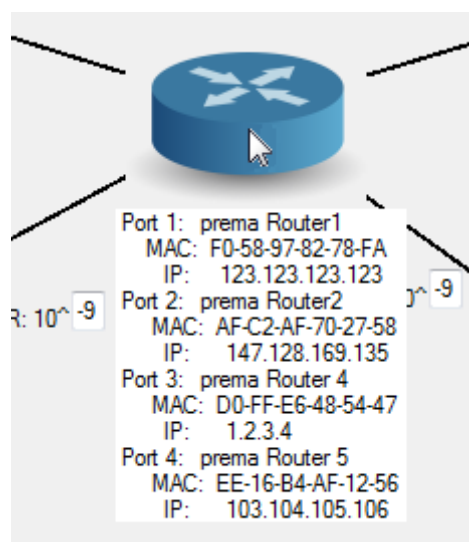 Port 1: prema Router1
MAC: F0-58-97-82-78-FA
IP: 123.123.123.123
Port 2: prema Router2
MAC: AF-C2-AF-70-27-58
IP: 147.128.169.135
Port 3: prema Router 4
MAC: D0-FF-E6-48-54-47
IP: 1.2.3.4
Port 4: prema Router 5
MAC: EE-16-B4-AF-12-56
IP: 103.104.105.106
R: 10^ -9
^ -9